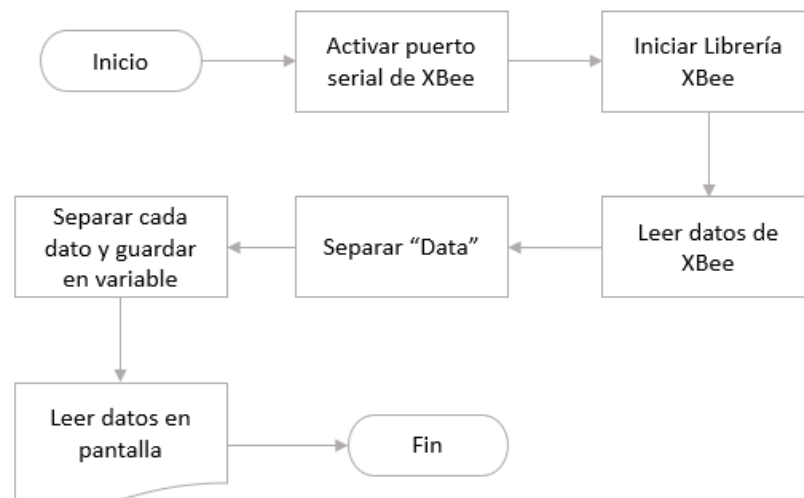 Inicio
Activar puerto
serial de XBee
Iniciar Librería
XBee
Leer datos de
XBee
Separar “Data”
Separar cada
dato y guardar
en variable
Leer datos en
pantalla
Fin